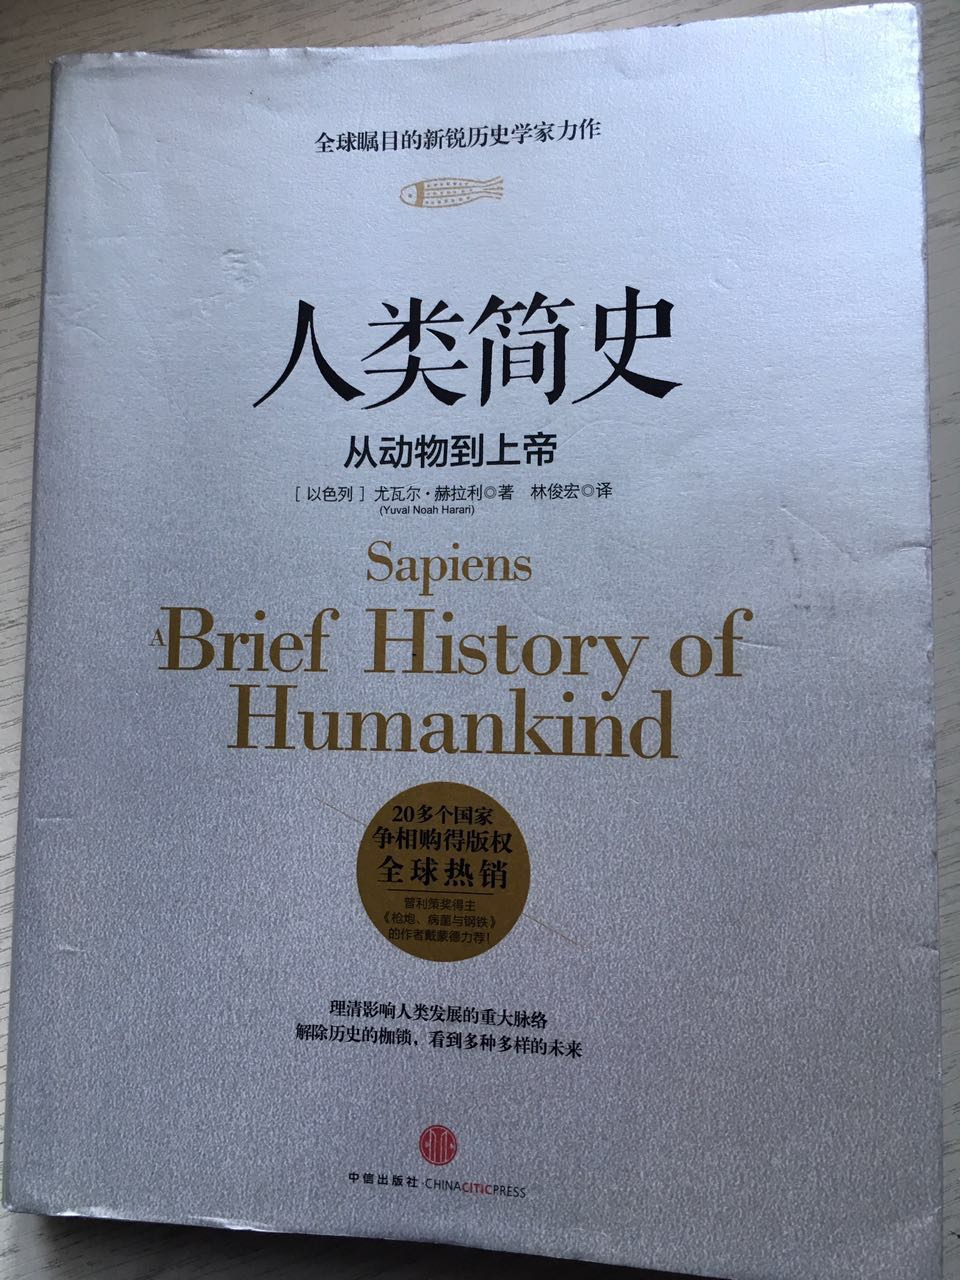 全球瞩目的新锐历史学家力作
人类简史
从动物到上帝
[以色列] 尤瓦尔·赫拉利◎著 林俊宏◎译
(Yuval Noah Harari)
Sapiens
A Brief History of
Humankind
20多个国家
争相购得版权
全球热销
普利策奖得主
《枪炮、病菌与钢铁》
的作者戴蒙德力荐!
理清影响人类发展的重大脉络
解除历史的枷锁，看到多种多样的未来
中信出版社·CHINACITICPRESS